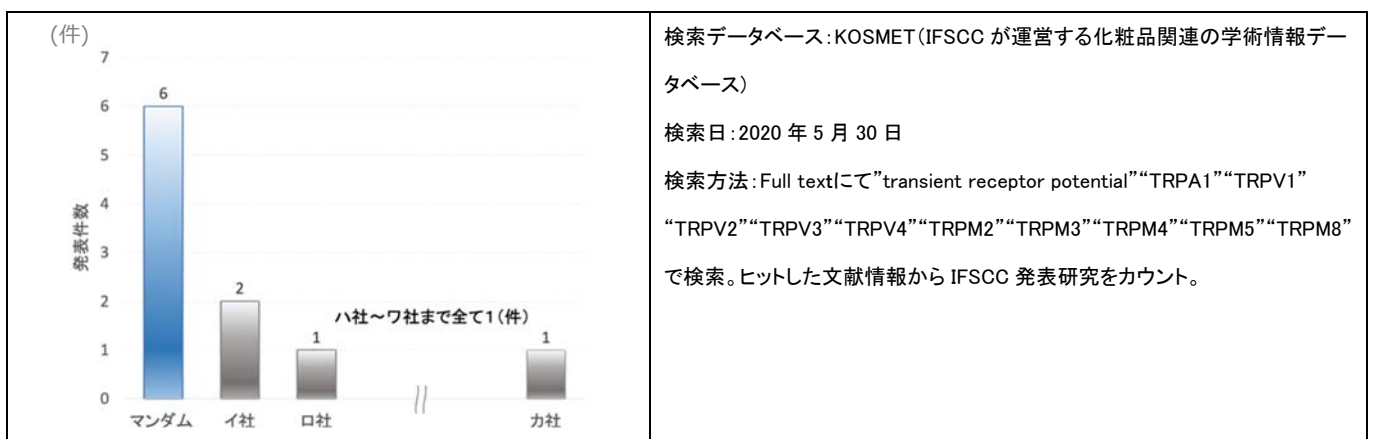 (件)
発表件数
7
6
5
4
3
2
1
0
6
2
1
1
ハ社～ワ社まで全て1(件)
マンダム
イ社
ロ社
カ社
検索データベース:KOSMET(IFSCC が運営する化粧品関連の学術情報デー
タベース)
検索日:2020 年 5 月 30 日
検索方法:Full textにて”transient receptor potential”“TRPA1”“TRPV1”
“TRPV2”“TRPV3”“TRPV4”“TRPM2”“TRPM3”“TRPM4”“TRPM5”“TRPM8”
で検索。ヒットした文献情報から IFSCC 発表研究をカウント。